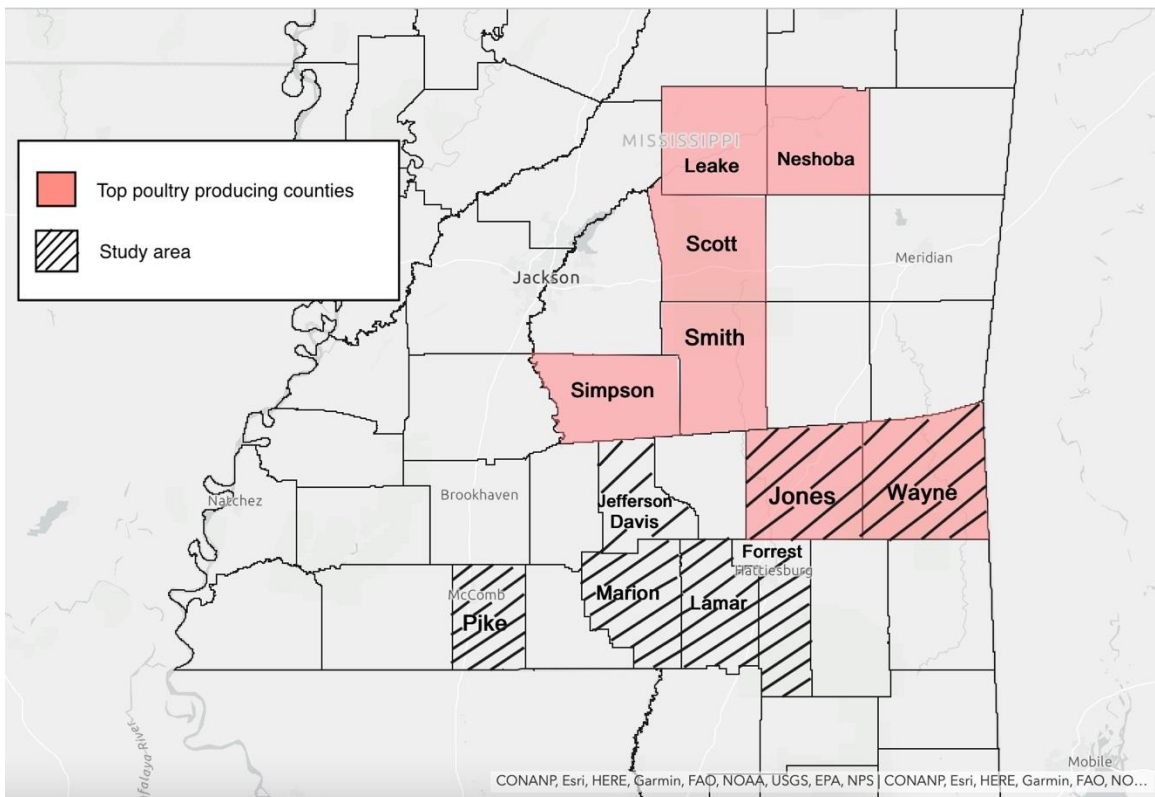 MISSISSIPPI
Leake
Neshoba
Top poultry producing counties
Scott
Study area
Meridian
Jackson
Smith
Simpson
Natchez
Brookhaven
Jefferson
Davis
Jones
Wayne
Forrest
Hattiesburg
McComb
Marion
Lamar
Pike
afalaya River
Mobile
CONANP, Esri, HERE, Garmin, FAO, NOAA, USGS, EPA, NPS | CONANP, Esri, HERE, Garmin, FAO, NO...